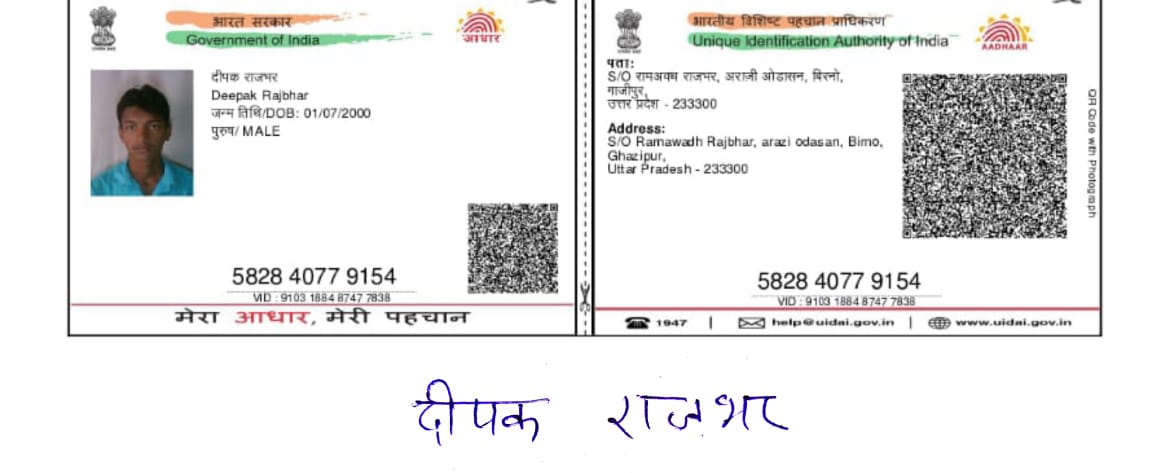 भारत सरकार
Government of India
आधार
दीपक राजभर
Deepak Rajbhar
जन्म तिथि/DOB: 01/07/2000
पुरुष/ MALE
5828 4077 9154
VID : 9103 1884 8747 7838
मेरा आधार, मेरी पहचान
भारतीय विशिष्ट पहचान प्राधिकरण
Unique Identification Authority of India
AADHAAR
पता:
S/O रामअवध राजभर, अराजी ओडासन, बिरनो,
गाजीपुर,
उत्तर प्रदेश - 233300
Address:
S/O Ramawadh Rajbhar, arazi odasan, Birno,
Ghazipur,
Uttar Pradesh - 233300
QR Code with Photograph
5828 4077 9154
VID : 9103 1884 8747 7838
1947 | help@uidai.gov.in | www.uidai.gov.in
दीपक राजभर